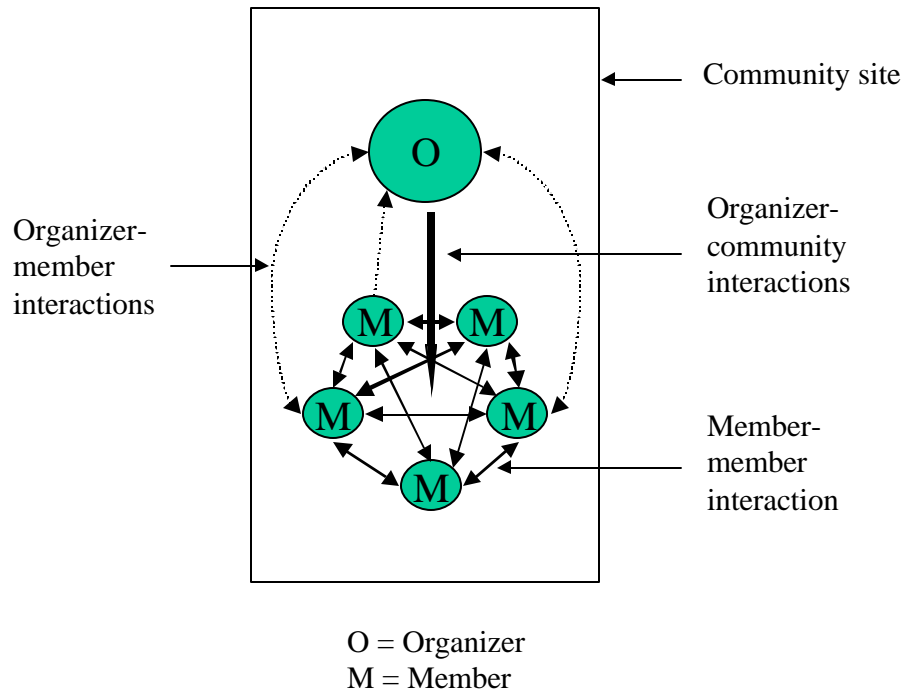 Community site
O
Organizer-
member
interactions
Organizer-
community
interactions
M
M
M
M
M
Member-
member
interaction
O = Organizer
M = Member